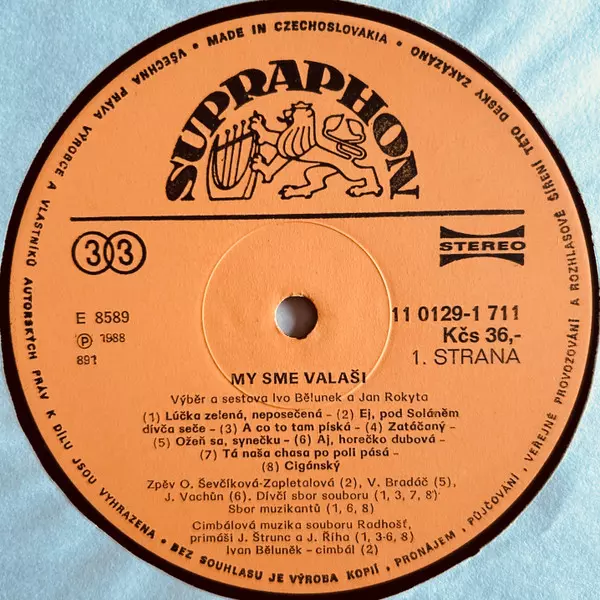 • MADE IN CZECHOSLOVAKIA •
VŠECHNA PRÁVA VÝROBCE A VLASTNÍKŮ AUTORSKÝCH PRÁV K DÍLU JSOU VYHRAZENA • BEZ SOUHLASU JE VÝROBA KOPIÍ, PRONÁJEM, PŮJČOVÁNÍ, VEŘEJNÉ PROVOZOVÁNÍ A ROZHLASOVÉ ŠÍŘENÍ TÉTO DESKY ZAKÁZÁNO
SUPRAPHON
33
STEREO
E 8589
11 0129-1 711
Ⓟ 1988
Kčs 36,-
891
1. STRANA
MY SME VALAŠI
Výběr a sestava Ivo Bělunek a Jan Rokyta
(1) Lúčka zelená, neposečená - (2) Ej, pod Soláněm
dívča seče - (3) A co to tam píská - (4) Zatáčaný -
(5) Ožeň sa, synečku - (6) Aj, horečko dubová -
(7) Tá naša chasa po poli pásá -
(8) Cigánský
Zpěv O. Ševčíková-Zapletalová (2), V. Bradáč (5),
J. Vachůn (6). Dívčí sbor souboru (1, 3, 7, 8)
Sbor muzikantů (1, 6, 8)
Cimbálová muzika souboru Radhošť,
primáši J. Štrunc a J. Říha (1, 3-6, 8)
Ivan Běluněk - cimbál (2)